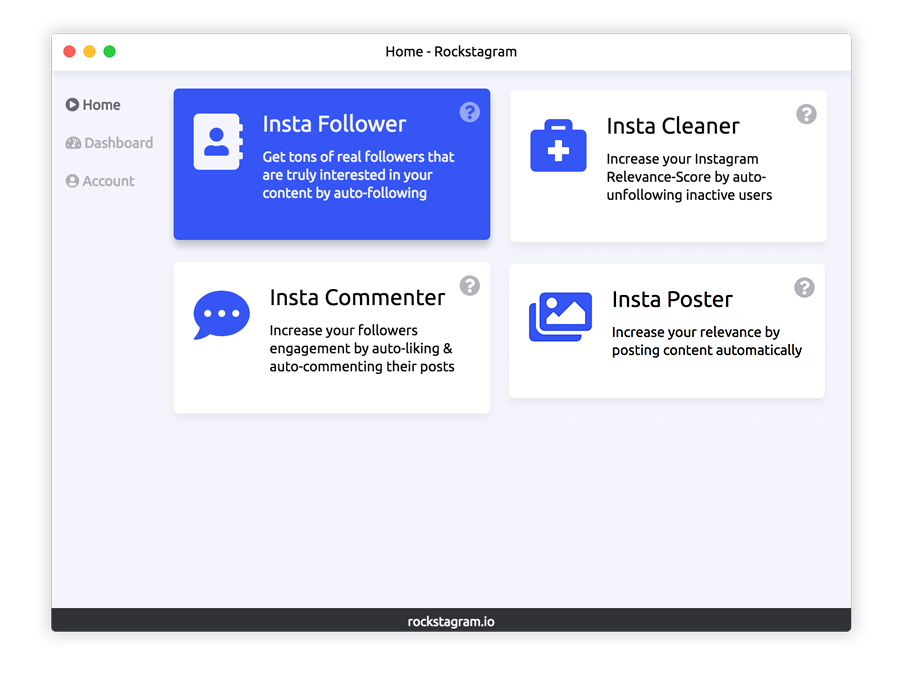 Home - Rockstagram
Home
Dashboard
Account
Insta Follower
?
Get tons of real followers that
are truly interested in your
content by auto-following
Insta Cleaner
?
Increase your Instagram
Relevance-Score by auto-
unfollowing inactive users
Insta Commenter
?
Increase your followers
engagement by auto-liking &
auto-commenting their posts
Insta Poster
?
Increase your relevance by
posting content automatically
rockstagram.io